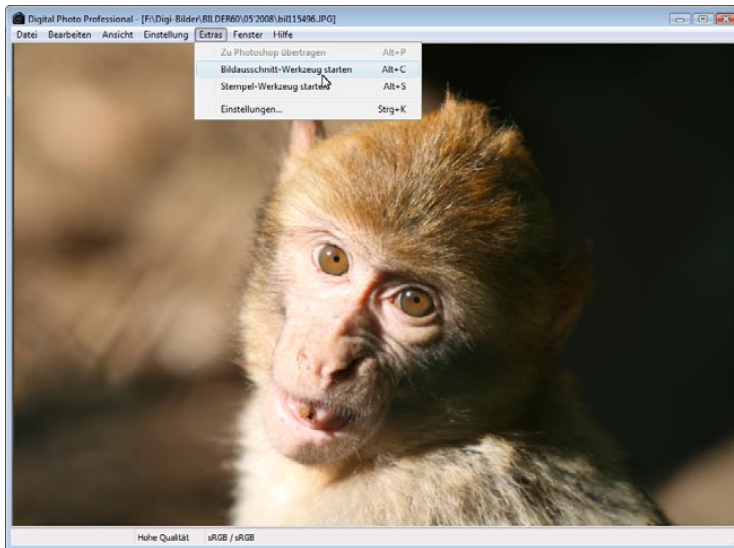 Digital Photo Professional - [F:\Digi-Bilder\BILDER60\05'2008\bil115496.JPG]
Datei Bearbeiten Ansicht Einstellung Extras Fenster Hilfe
Zu Photoshop übertragen Alt+P
Bildausschnitt-Werkzeug starten Alt+C
Stempel-Werkzeug starten Alt+S
Einstellungen... Strg+K
Hohe Qualität sRGB / sRGB